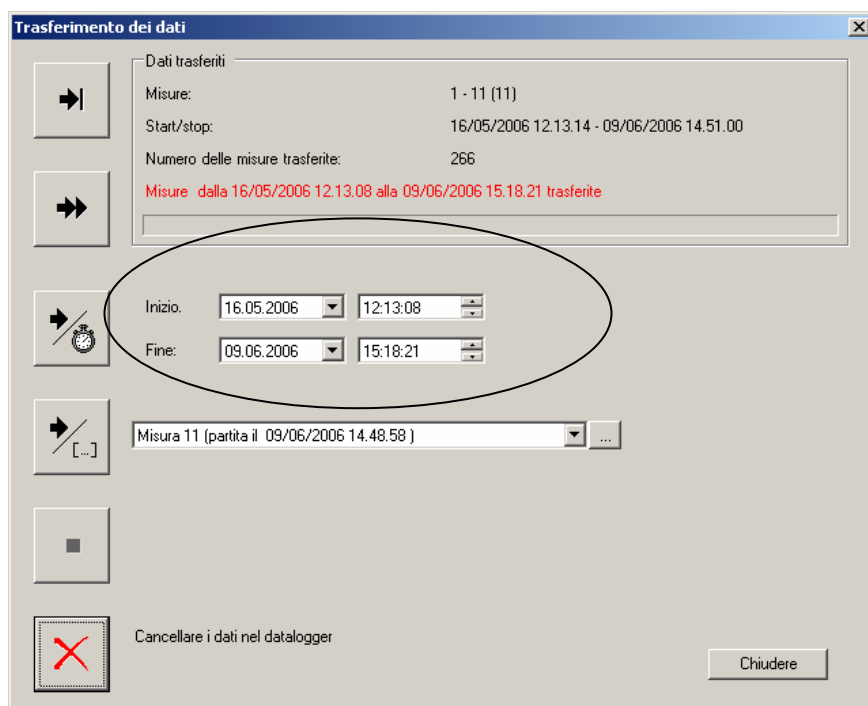 Trasferimento dei dati
Dati trasferiti
Misure: 1 - 11 (11)
Start/stop: 16/05/2006 12.13.14 - 09/06/2006 14.51.00
Numero delle misure trasferite: 266
Misure dalla 16/05/2006 12.13.08 alla 09/06/2006 15.18.21 trasferite
Inizio. 16.05.2006 12:13:08
Fine: 09.06.2006 15:18:21
Misura 11 (partita il 09/06/2006 14.48.58 ) ...
[...]
Cancellare i dati nel datalogger
Chiudere